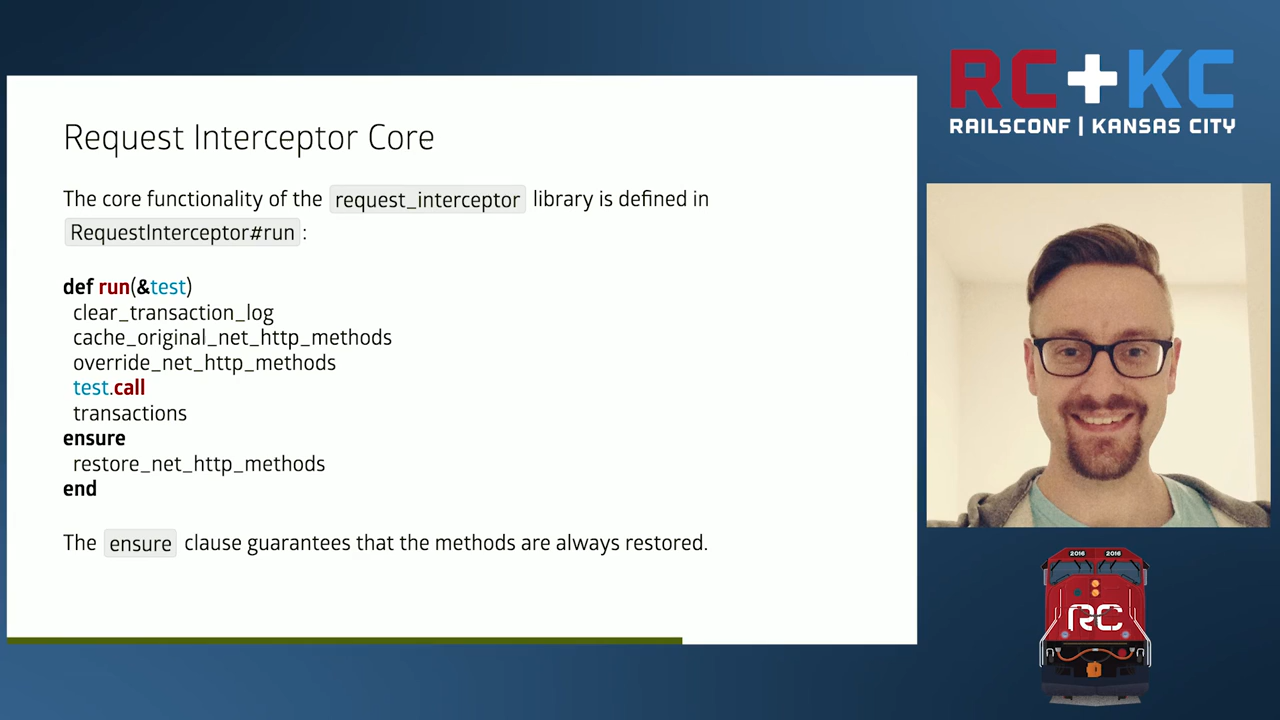 RC+KC
RAILSCONF | KANSAS CITY
Request Interceptor Core
The core functionality of the request_interceptor library is defined in
RequestInterceptor#run :
def run(&test)
  clear_transaction_log
  cache_original_net_http_methods
  override_net_http_methods
  test.call
  transactions
ensure
  restore_net_http_methods
end
The ensure clause guarantees that the methods are always restored.
2016 2016
RC